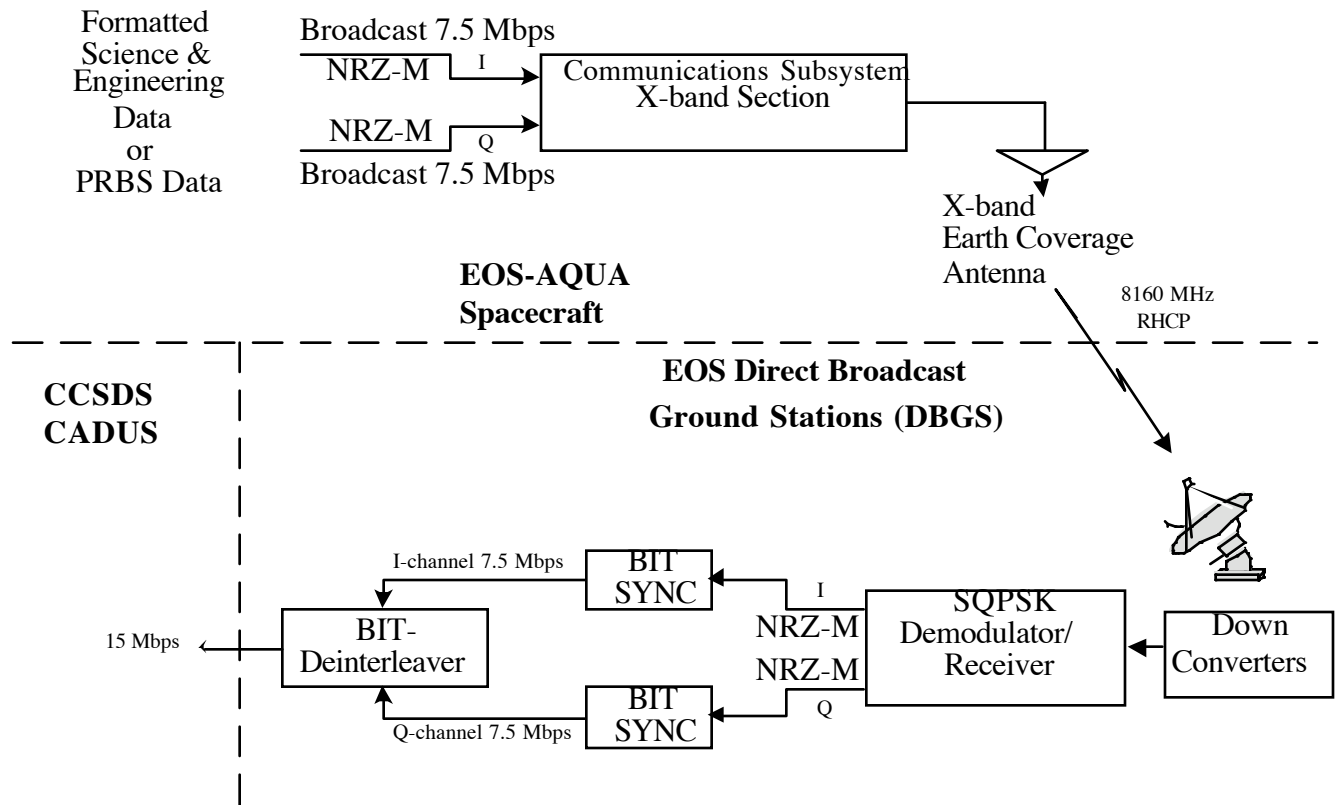 Formatted
Science &
Engineering
Data
or
PRBS Data
Broadcast 7.5 Mbps
NRZ-M
I
NRZ-M
Q
Broadcast 7.5 Mbps
Communications Subsystem
X-band Section
X-band
Earth Coverage
Antenna
8160 MHz
RHCP
EOS-AQUA
Spacecraft
CCSDS
CADUS
EOS Direct Broadcast
Ground Stations (DBGS)
I-channel 7.5 Mbps
BIT
SYNC
I
NRZ-M
NRZ-M
Q
SQPSK
Demodulator/
Receiver
Down
Converters
15 Mbps
BIT-
Deinterleaver
Q-channel 7.5 Mbps
BIT
SYNC